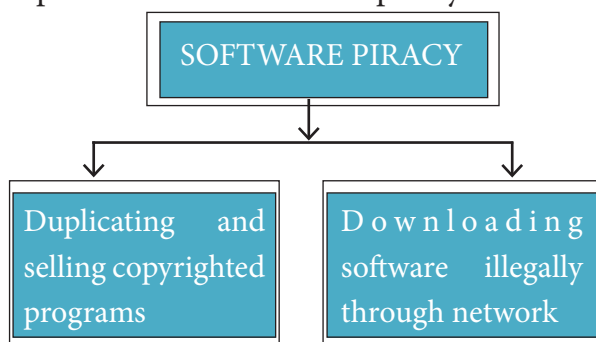 SOFTWARE PIRACY
Duplicating and
selling copyrighted
programs
Downloading
software illegally
through network